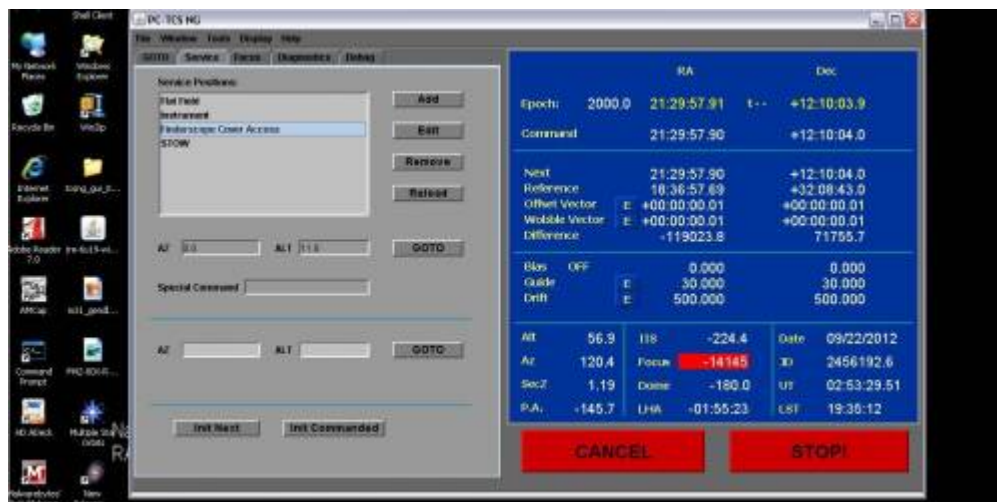 Shell Client
My Network Places
Windows Explorer
Recycle Bin
WinZip
Internet Explorer
Adobe Reader 7.0
AMCap
Command Prompt
HD Attack
PC-TCS NG
File Window Tools Display Help
GOTO Service Focus Diagnostics Debug
Service Positions:
Flat Field
Instrument
Finderscope Cover Access
STOW
Add
Edit
Remove
Reload
AZ 0.0 ALT 11.0 GOTO
Special Command
AZ ALT GOTO
Init Next Init Commanded
RA Dec
Epoch: 2000.0 21:29:57.91 t-- +12:10:03.9
Command 21:29:57.90 +12:10:04.0
Next 21:29:57.90 +12:10:04.0
Reference 18:36:57.69 +32:08:43.0
Offset Vector E +00:00:00.01 +00:00:00.01
Wobble Vector E +00:00:00.01 +00:00:00.01
Difference -119023.8 71755.7
Bias OFF 0.000 0.000
Guide E 30.000 30.000
Drift E 500.000 500.000
Alt 56.9 IIS -224.4 Date 09/22/2012
Az 120.4 Focus -14145 JD 2456192.6
SecZ 1.19 Dome -180.0 UT 02:53:29.51
P.A. -145.7 LHA -01:55:23 LST 19:35:12
CANCEL STOP!